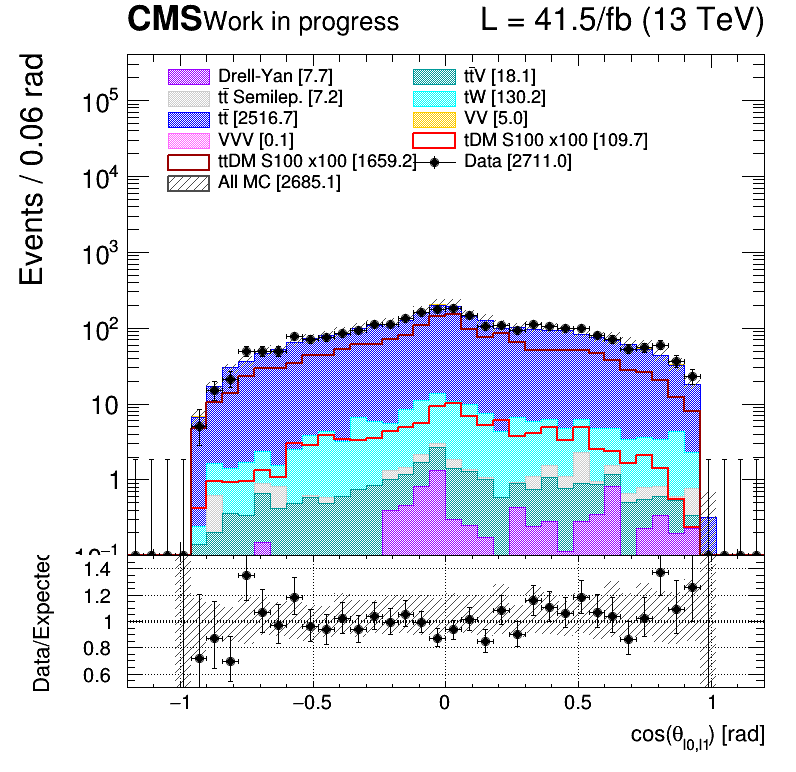 CMS Work in progress L = 41.5/fb (13 TeV)
Events / 0.06 rad
Drell-Yan [7.7] tt̄V [18.1]
tt̄ Semilep. [7.2] tW [130.2]
tt̄ [2516.7] VV [5.0]
VVV [0.1] tDM S100 x100 [109.7]
ttDM S100 x100 [1659.2] Data [2711.0]
All MC [2685.1]
10⁵
10⁴
10³
10²
10
1
10⁻¹
Data/Expected
1.4
1.2
1
0.8
0.6
−1 −0.5 0 0.5 1
cos(θ_l0,l1) [rad]